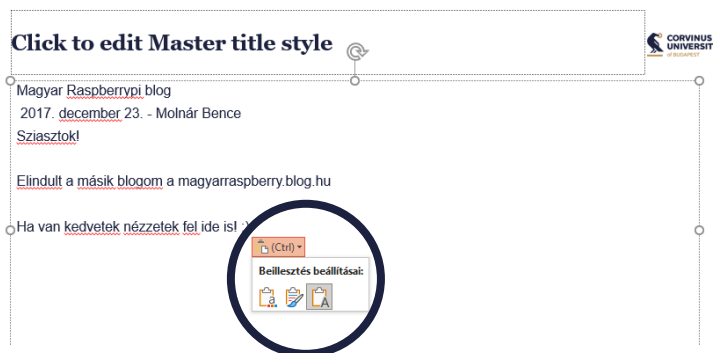 Click to edit Master title style
CORVINUS
UNIVERSIT
of BUDAPEST
Magyar Raspberrypi blog
2017. december 23. - Molnár Bence
Sziasztok!
Elindult a másik blogom a magyarraspberry.blog.hu
Ha van kedvetek nézzetek fel ide is! :)
(Ctrl)
Beillesztés beállításai:
a
A